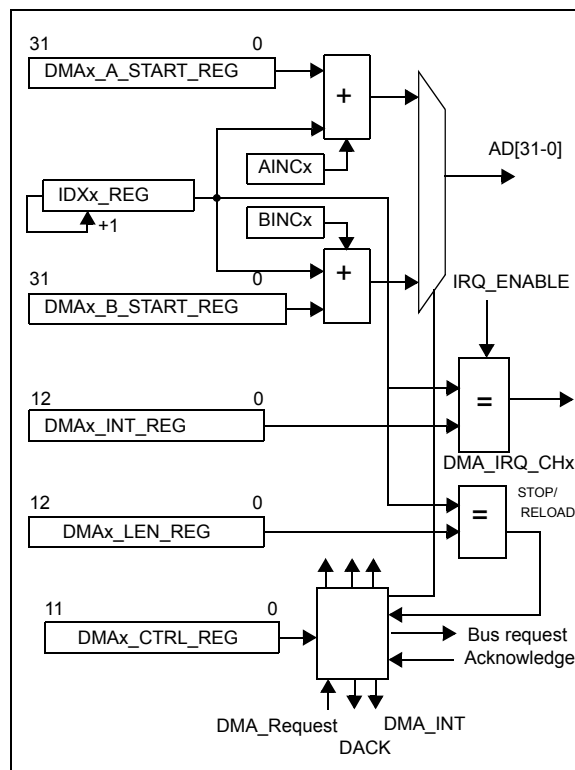 31 0
DMAx_A_START_REG
+
AINCx
AD[31-0]
IDXx_REG
+1
BINCx
+
31 0
DMAx_B_START_REG
IRQ_ENABLE
12 0
DMAx_INT_REG
=
DMA_IRQ_CHx
12 0
DMAx_LEN_REG
=
STOP/
RELOAD
11 0
DMAx_CTRL_REG
Bus request
Acknowledge
DMA_Request
DMA_INT
DACK